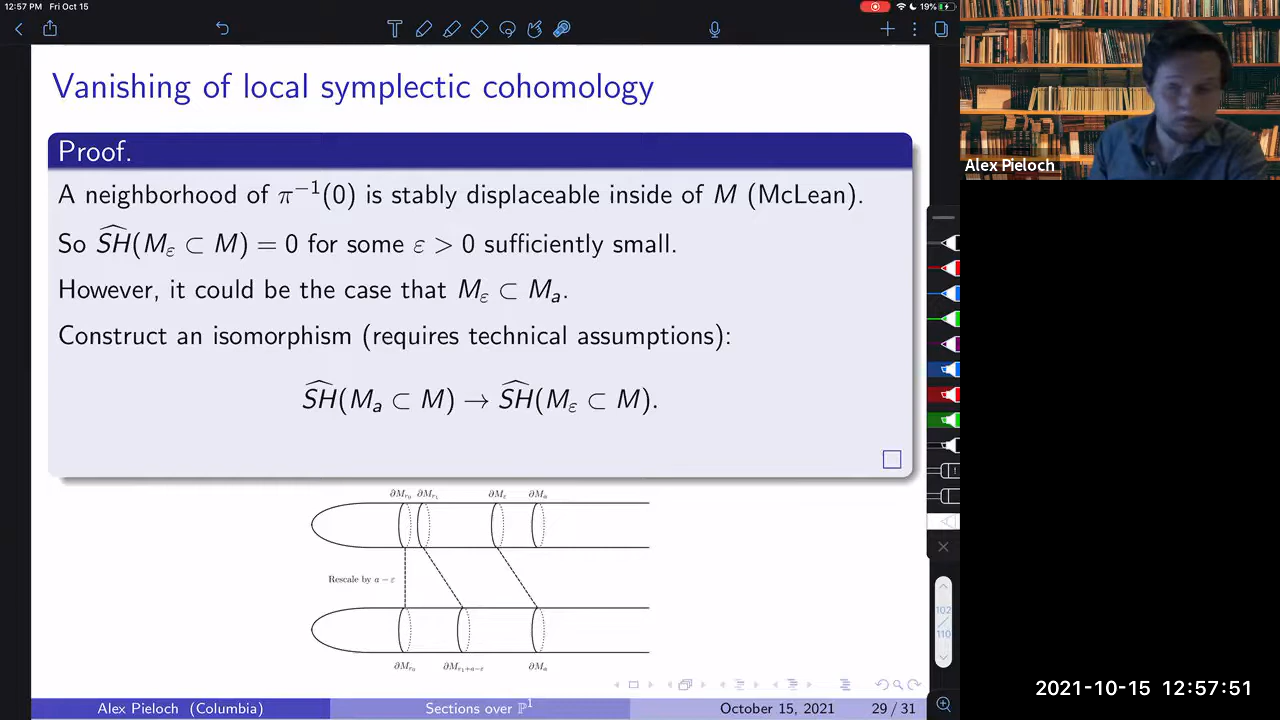 12:57 PM Fri Oct 15
19%
Vanishing of local symplectic cohomology
Alex Pieloch
Proof.
A neighborhood of π⁻¹(0) is stably displaceable inside of M (McLean).
So \widehat{SH}(M_ε ⊂ M) = 0 for some ε > 0 sufficiently small.
However, it could be the case that M_ε ⊂ M_a.
Construct an isomorphism (requires technical assumptions):
\widehat{SH}(M_a ⊂ M) → \widehat{SH}(M_ε ⊂ M).
∂M_{r_0} ∂M_{r_1} ∂M_ε ∂M_a
Rescale by a − ε
∂M_{r_0} ∂M_{r_1+a−ε} ∂M_a
102
/
110
2021-10-15 12:57:51
Alex Pieloch (Columbia) Sections over ℙ¹ October 15, 2021 29 / 31